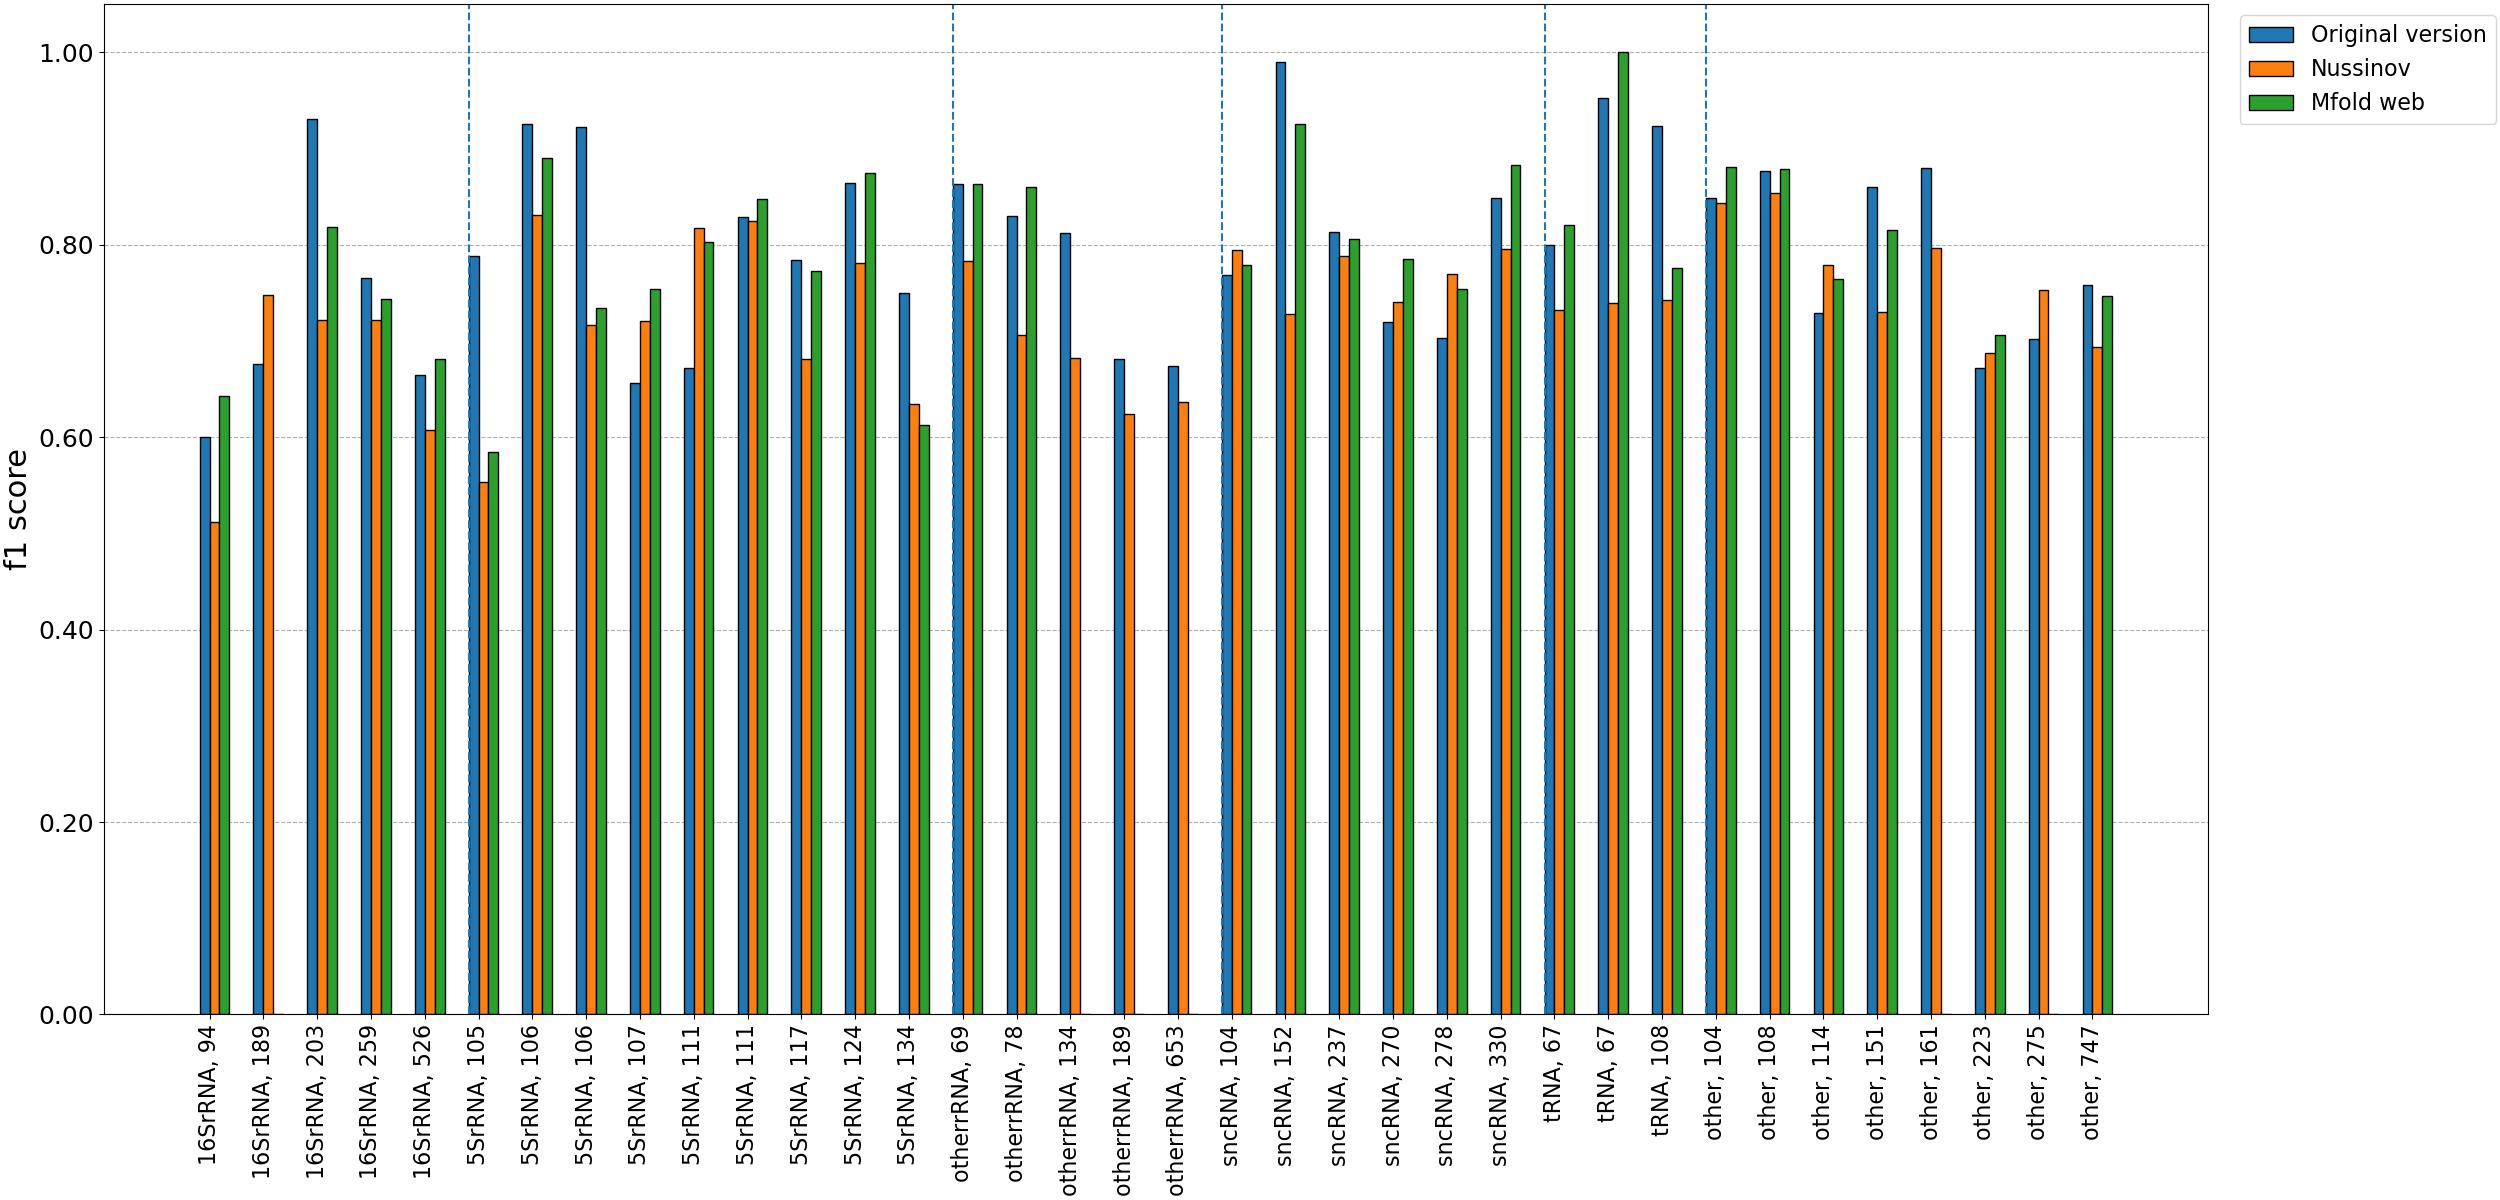 Original version
Nussinov
Mfold web
f1 score
1.00
0.80
0.60
0.40
0.20
0.00
16SrRNA, 94
16SrRNA, 189
16SrRNA, 203
16SrRNA, 259
16SrRNA, 526
5SrRNA, 105
5SrRNA, 106
5SrRNA, 106
5SrRNA, 107
5SrRNA, 111
5SrRNA, 111
5SrRNA, 117
5SrRNA, 124
5SrRNA, 134
otherrRNA, 69
otherrRNA, 78
otherrRNA, 134
otherrRNA, 189
otherrRNA, 653
sncRNA, 104
sncRNA, 152
sncRNA, 237
sncRNA, 270
sncRNA, 278
sncRNA, 330
tRNA, 67
tRNA, 67
tRNA, 108
other, 104
other, 108
other, 114
other, 151
other, 161
other, 223
other, 275
other, 747